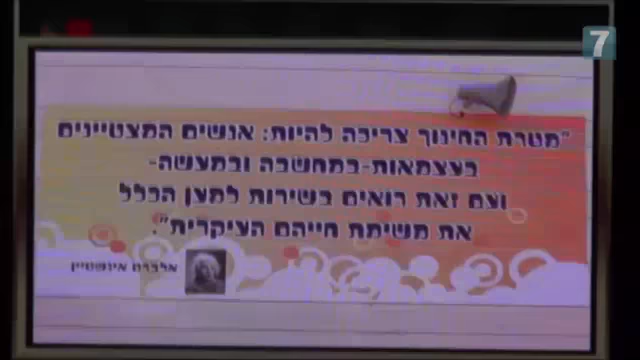 7
"מטרת החינוך צריכה להיות: אנשים המצטיינים
בעצמאות-במחשבה ובמעשה-
ועם זאת רואים בשירות למען הכלל
את משימת חייהם העיקרית".
אלברט איינשטיין